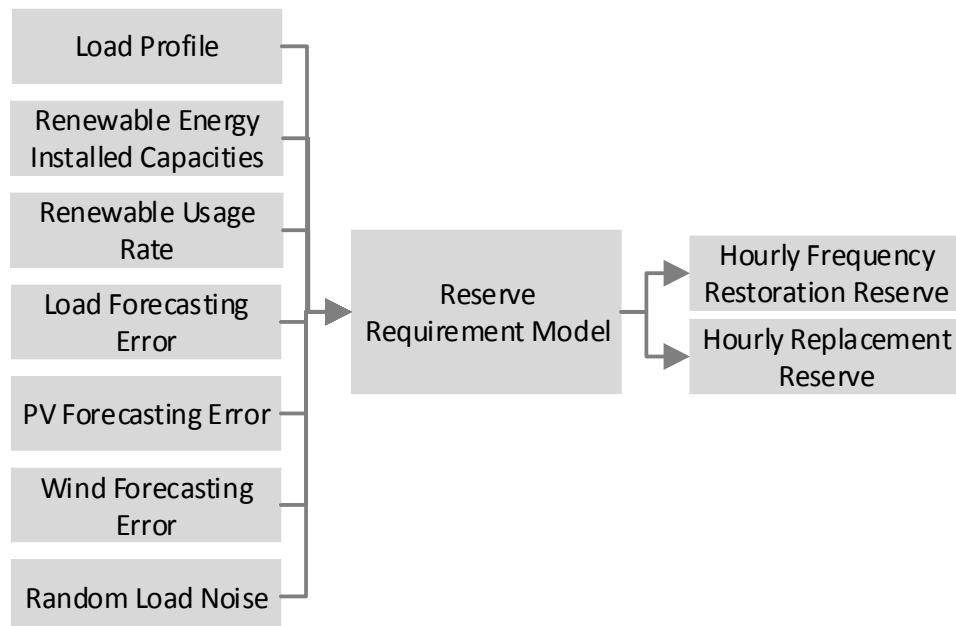 Load Profile
Renewable Energy
Installed Capacities
Renewable Usage
Rate
Load Forecasting
Error
PV Forecasting Error
Wind Forecasting
Error
Random Load Noise
Reserve
Requirement Model
Hourly Frequency
Restoration Reserve
Hourly Replacement
Reserve